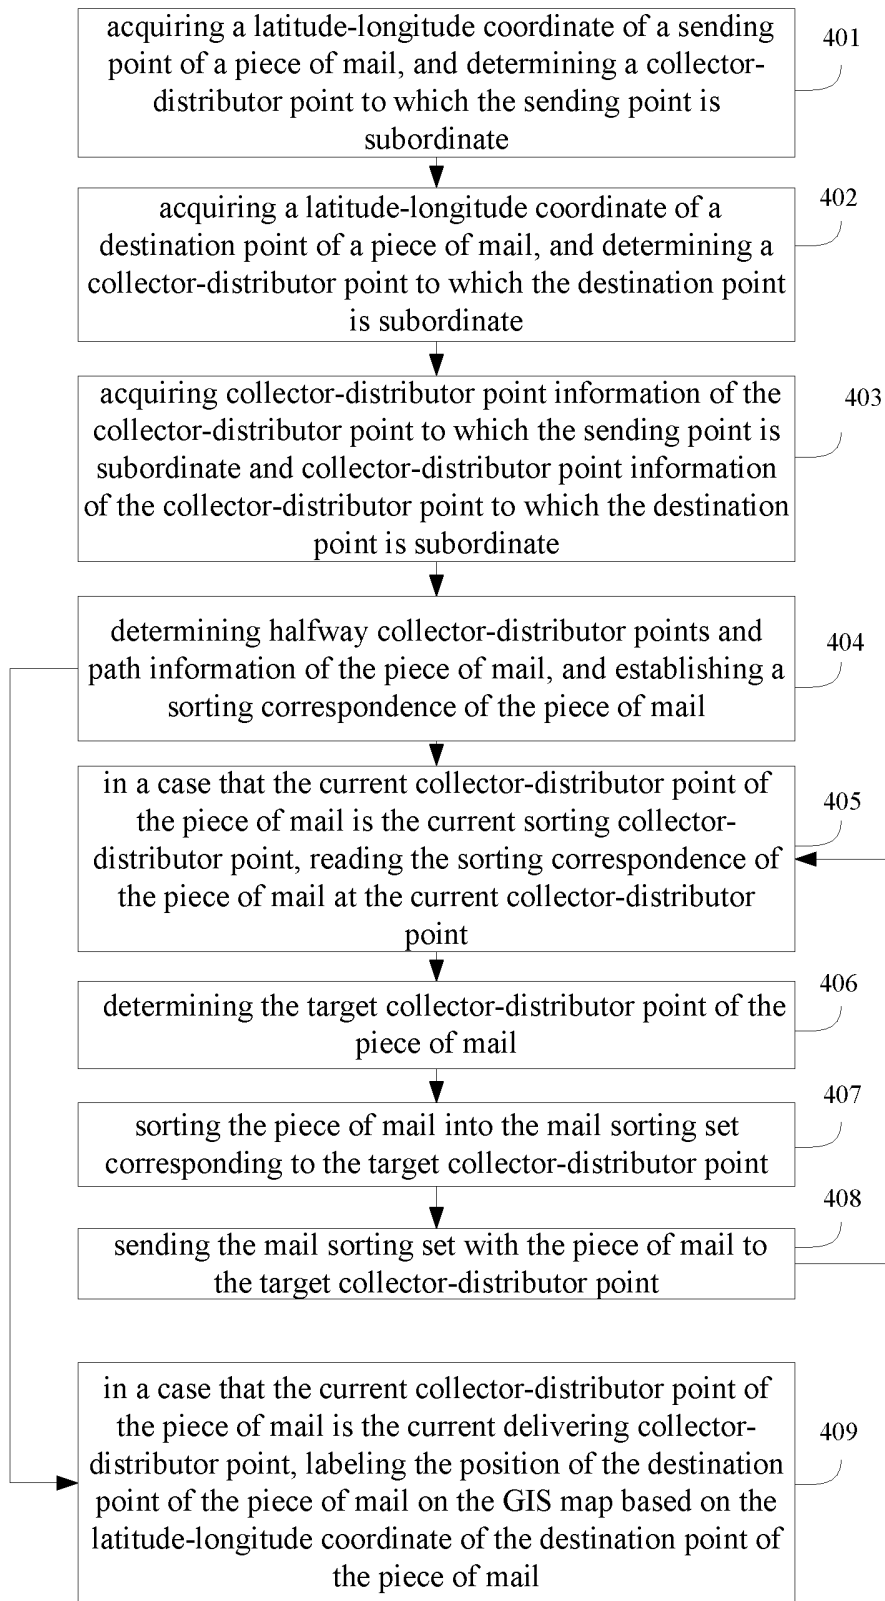 acquiring a latitude-longitude coordinate of a sending
point of a piece of mail, and determining a collector-
distributor point to which the sending point is
subordinate
401
acquiring a latitude-longitude coordinate of a
destination point of a piece of mail, and determining a
collector-distributor point to which the destination point
is subordinate
402
acquiring collector-distributor point information of the
collector-distributor point to which the sending point is
subordinate and collector-distributor point information
of the collector-distributor point to which the destination
point is subordinate
403
determining halfway collector-distributor points and
path information of the piece of mail, and establishing a
sorting correspondence of the piece of mail
404
in a case that the current collector-distributor point of
the piece of mail is the current sorting collector-
distributor point, reading the sorting correspondence of
the piece of mail at the current collector-distributor
point
405
determining the target collector-distributor point of the
piece of mail
406
sorting the piece of mail into the mail sorting set
corresponding to the target collector-distributor point
407
sending the mail sorting set with the piece of mail to
the target collector-distributor point
408
in a case that the current collector-distributor point of
the piece of mail is the current delivering collector-
distributor point, labeling the position of the destination
point of the piece of mail on the GIS map based on the
latitude-longitude coordinate of the destination point of
the piece of mail
409